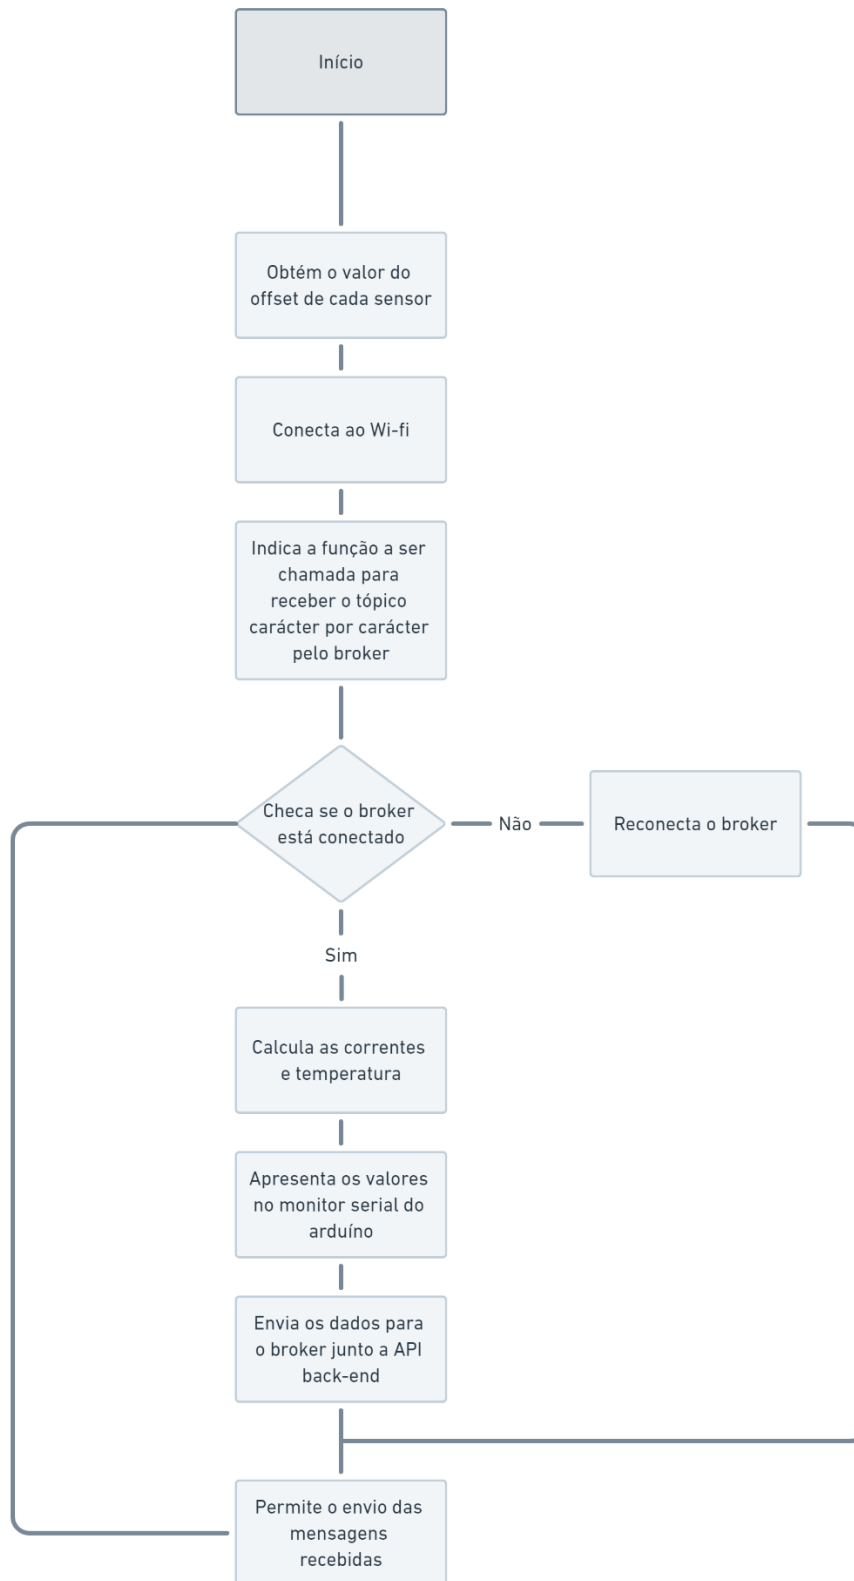 Início
Obtém o valor do
offset de cada sensor
Conecta ao Wi-fi
Indica a função a ser
chamada para
receber o tópico
carácter por carácter
pelo broker
Checa se o broker
está conectado
Não
Reconecta o broker
Sim
Calcula as correntes
e temperatura
Apresenta os valores
no monitor serial do
arduíno
Envia os dados para
o broker junto a API
back-end
Permite o envio das
mensagens
recebidas